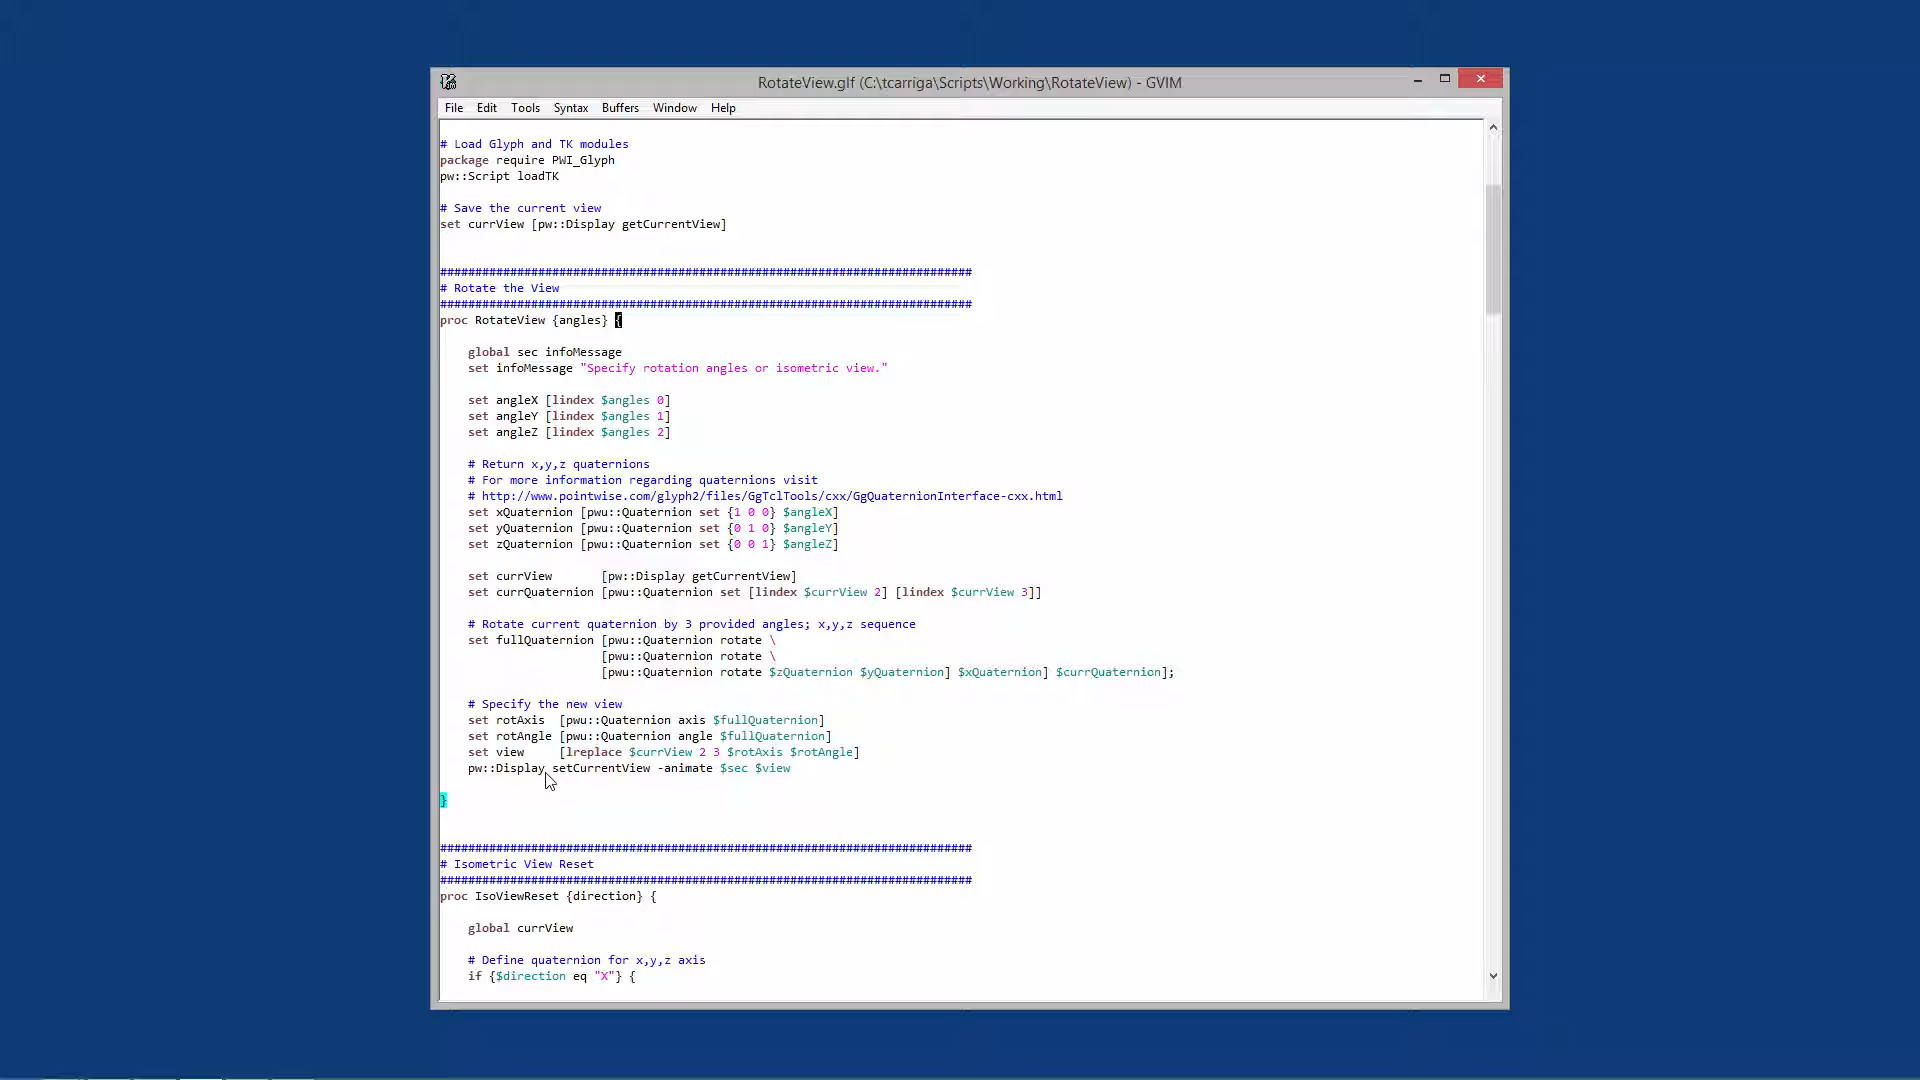 RotateView.glf (C:\tcarriga\Scripts\Working\RotateView) - GVIM
File Edit Tools Syntax Buffers Window Help
# Load Glyph and TK modules
package require PWI_Glyph
pw::Script loadTK
# Save the current view
set currView [pw::Display getCurrentView]
############################################################################
# Rotate the View
############################################################################
proc RotateView {angles} {
global sec infoMessage
set infoMessage "Specify rotation angles or isometric view."
set angleX [lindex $angles 0]
set angleY [lindex $angles 1]
set angleZ [lindex $angles 2]
# Return x,y,z quaternions
# For more information regarding quaternions visit
# http://www.pointwise.com/glyph2/files/GgTclTools/cxx/GgQuaternionInterface-cxx.html
set xQuaternion [pwu::Quaternion set {1 0 0} $angleX]
set yQuaternion [pwu::Quaternion set {0 1 0} $angleY]
set zQuaternion [pwu::Quaternion set {0 0 1} $angleZ]
set currView [pw::Display getCurrentView]
set currQuaternion [pwu::Quaternion set [lindex $currView 2] [lindex $currView 3]]
# Rotate current quaternion by 3 provided angles; x,y,z sequence
set fullQuaternion [pwu::Quaternion rotate \
[pwu::Quaternion rotate \
[pwu::Quaternion rotate $zQuaternion $yQuaternion] $xQuaternion] $currQuaternion];
# Specify the new view
set rotAxis [pwu::Quaternion axis $fullQuaternion]
set rotAngle [pwu::Quaternion angle $fullQuaternion]
set view [lreplace $currView 2 3 $rotAxis $rotAngle]
pw::Display setCurrentView -animate $sec $view
}
############################################################################
# Isometric View Reset
############################################################################
proc IsoViewReset {direction} {
global currView
# Define quaternion for x,y,z axis
if {$direction eq "X"} {